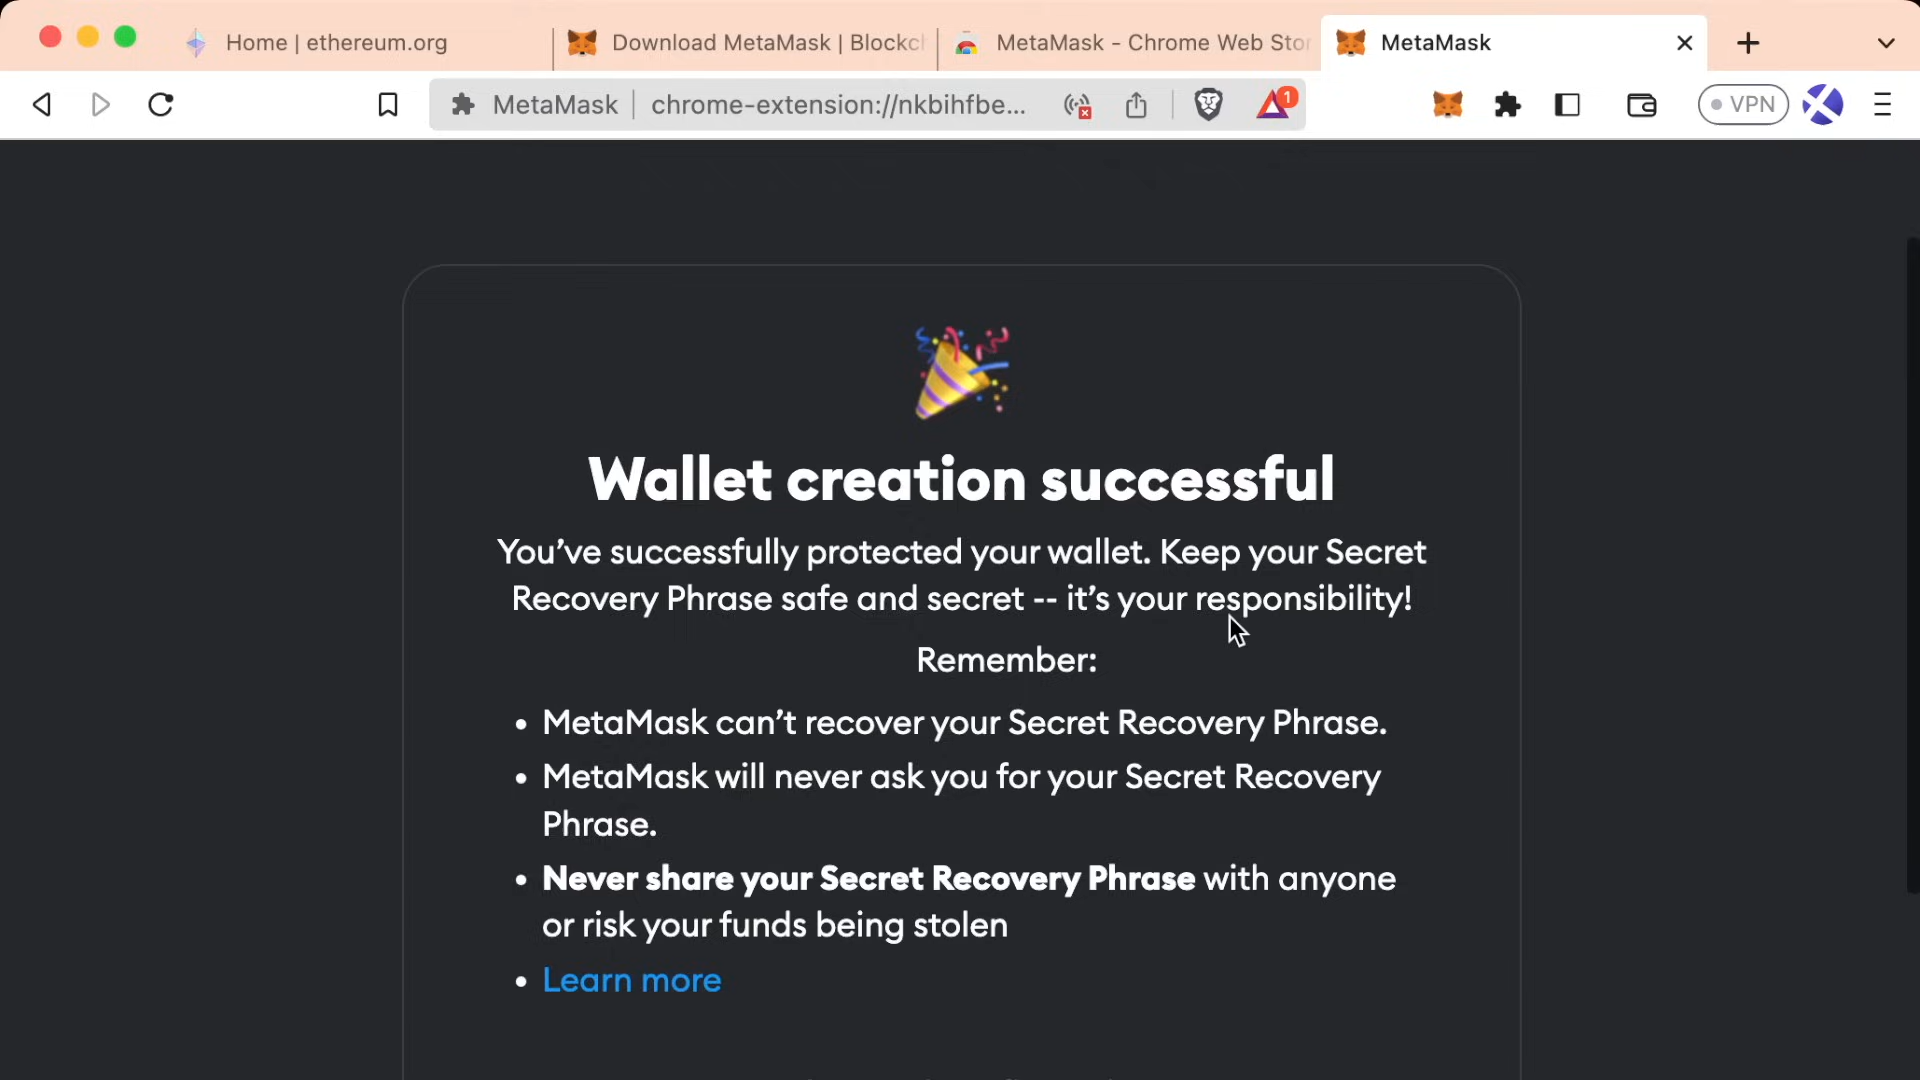 Home | ethereum.org
Download MetaMask | Blockch
MetaMask - Chrome Web Stor
MetaMask
MetaMask
chrome-extension://nkbihfbe...
1
VPN
Wallet creation successful
You’ve successfully protected your wallet. Keep your Secret
Recovery Phrase safe and secret -- it’s your responsibility!
Remember:
• MetaMask can’t recover your Secret Recovery Phrase.
• MetaMask will never ask you for your Secret Recovery
Phrase.
• Never share your Secret Recovery Phrase with anyone
or risk your funds being stolen
• Learn more